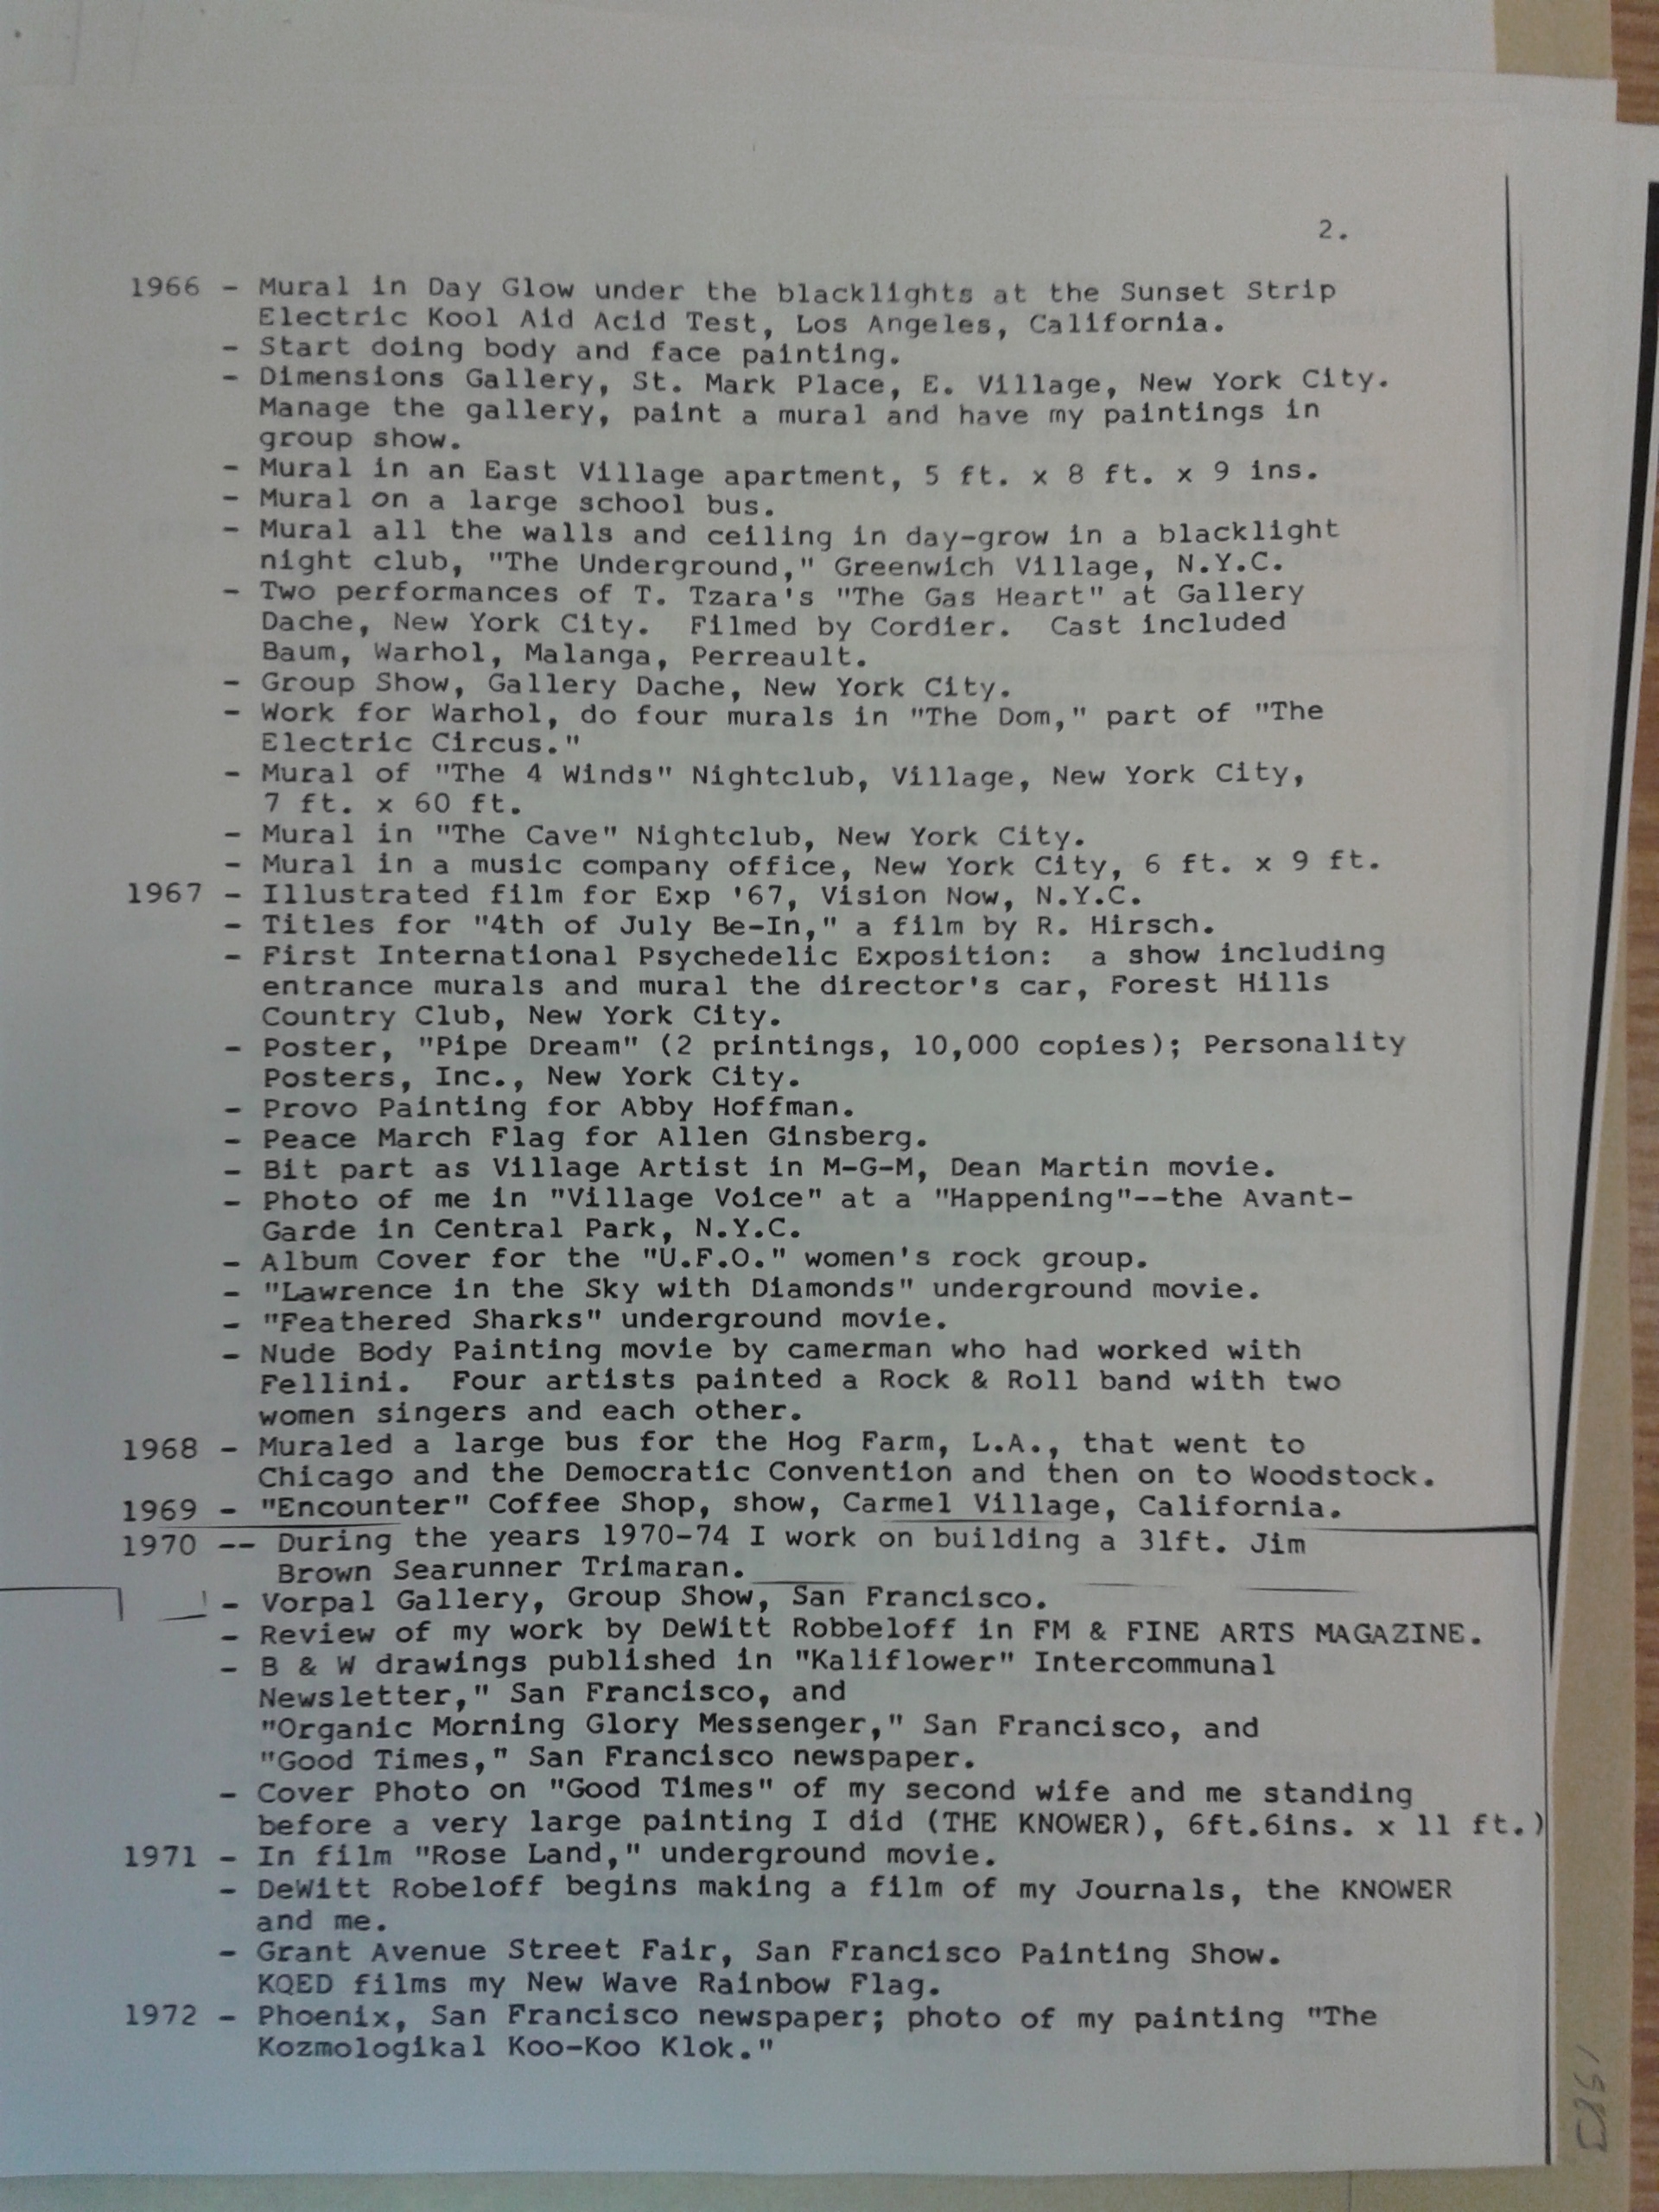 2.
1966 - Mural in Day Glow under the blacklights at the Sunset Strip
Electric Kool Aid Acid Test, Los Angeles, California.
- Start doing body and face painting.
- Dimensions Gallery, St. Mark Place, E. Village, New York City.
Manage the gallery, paint a mural and have my paintings in
group show.
- Mural in an East Village apartment, 5 ft. x 8 ft. x 9 ins.
- Mural on a large school bus.
- Mural all the walls and ceiling in day-grow in a blacklight
night club, "The Underground," Greenwich Village, N.Y.C.
- Two performances of T. Tzara's "The Gas Heart" at Gallery
Dache, New York City. Filmed by Cordier. Cast included
Baum, Warhol, Malanga, Perreault.
- Group Show, Gallery Dache, New York City.
- Work for Warhol, do four murals in "The Dom," part of "The
Electric Circus."
- Mural of "The 4 Winds" Nightclub, Village, New York City,
7 ft. x 60 ft.
- Mural in "The Cave" Nightclub, New York City.
- Mural in a music company office, New York City, 6 ft. x 9 ft.
1967 - Illustrated film for Exp '67, Vision Now, N.Y.C.
- Titles for "4th of July Be-In," a film by R. Hirsch.
- First International Psychedelic Exposition: a show including
entrance murals and mural the director's car, Forest Hills
Country Club, New York City.
- Poster, "Pipe Dream" (2 printings, 10,000 copies); Personality
Posters, Inc., New York City.
- Provo Painting for Abby Hoffman.
- Peace March Flag for Allen Ginsberg.
- Bit part as Village Artist in M-G-M, Dean Martin movie.
- Photo of me in "Village Voice" at a "Happening"--the Avant-
Garde in Central Park, N.Y.C.
- Album Cover for the "U.F.O." women's rock group.
- "Lawrence in the Sky with Diamonds" underground movie.
- "Feathered Sharks" underground movie.
- Nude Body Painting movie by camerman who had worked with
Fellini. Four artists painted a Rock & Roll band with two
women singers and each other.
1968 - Muraled a large bus for the Hog Farm, L.A., that went to
Chicago and the Democratic Convention and then on to Woodstock.
1969 - "Encounter" Coffee Shop, show, Carmel Village, California.
1970 -- During the years 1970-74 I work on building a 31ft. Jim
Brown Searunner Trimaran.
- Vorpal Gallery, Group Show, San Francisco.
- Review of my work by DeWitt Robbeloff in FM & FINE ARTS MAGAZINE.
- B & W drawings published in "Kaliflower" Intercommunal
Newsletter," San Francisco, and
"Organic Morning Glory Messenger," San Francisco, and
"Good Times," San Francisco newspaper.
- Cover Photo on "Good Times" of my second wife and me standing
before a very large painting I did (THE KNOWER), 6ft.6ins. x 11 ft.)
1971 - In film "Rose Land," underground movie.
- DeWitt Robeloff begins making a film of my Journals, the KNOWER
and me.
- Grant Avenue Street Fair, San Francisco Painting Show.
KQED films my New Wave Rainbow Flag.
1972 - Phoenix, San Francisco newspaper; photo of my painting "The
Kozmologikal Koo-Koo Klok."